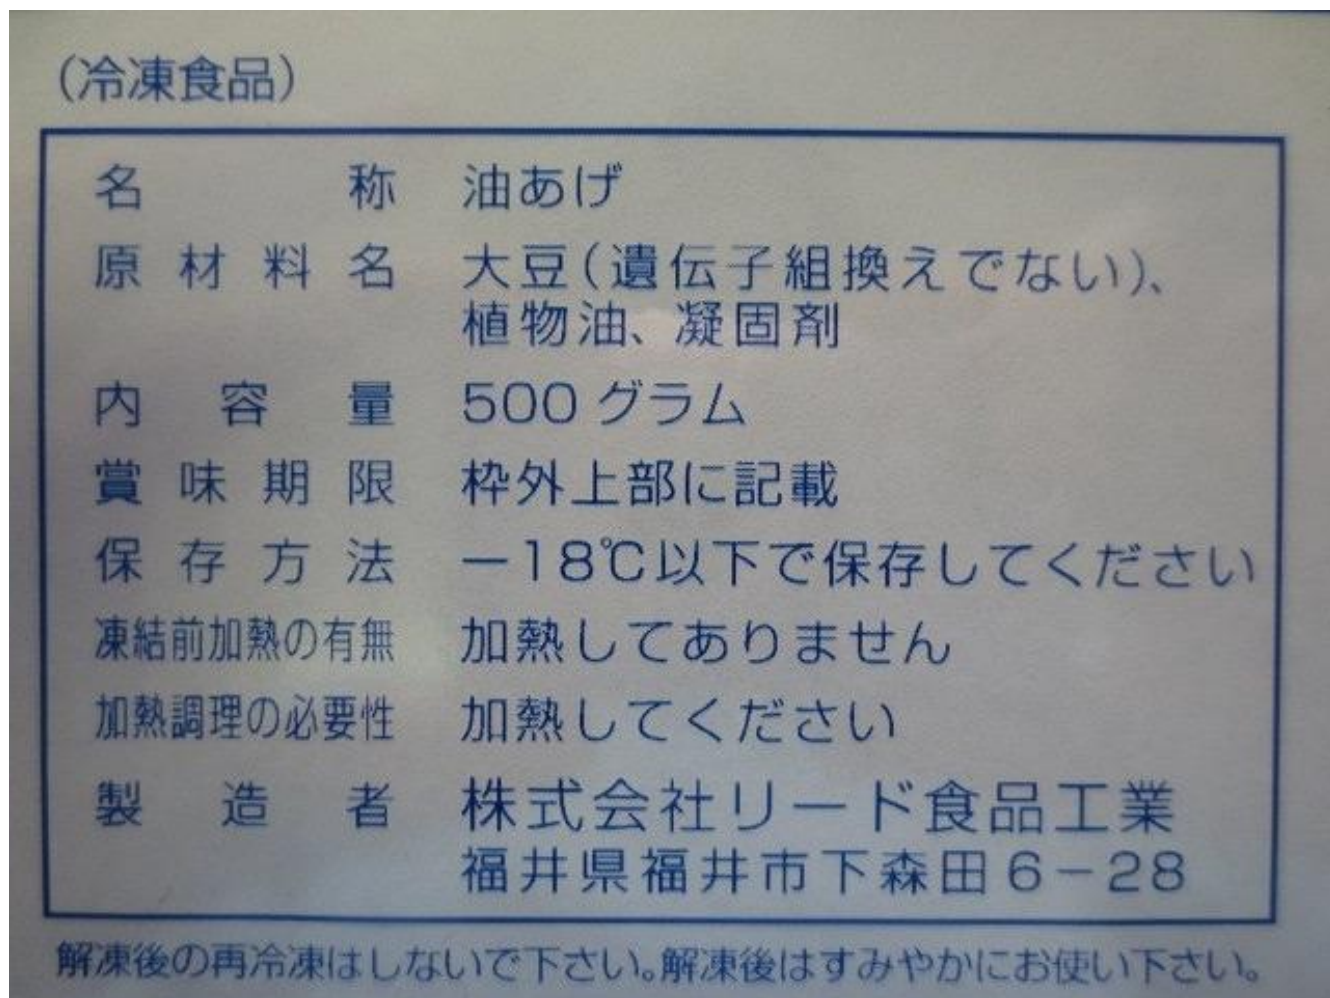 （冷凍食品）
名称 油あげ
原材料名 大豆（遺伝子組換えでない）、
植物油、凝固剤
内容量 500グラム
賞味期限 枠外上部に記載
保存方法 －18℃以下で保存してください
凍結前加熱の有無 加熱してありません
加熱調理の必要性 加熱してください
製造者 株式会社リード食品工業
福井県福井市下森田6－28
解凍後の再冷凍はしないで下さい。解凍後はすみやかにお使い下さい。